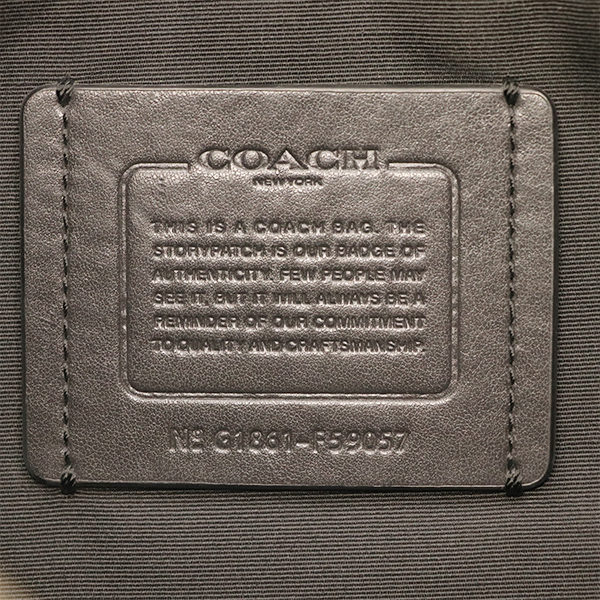 COACH
NEW YORK
THIS IS A COACH BAG. THE
STORYPATCH IS OUR BADGE OF
AUTHENTICITY. FEW PEOPLE MAY
SEE IT, BUT IT WILL ALWAYS BE A
REMINDER OF OUR COMMITMENT
TO QUALITY AND CRAFTSMANSHIP.
Nº G1861-F59057